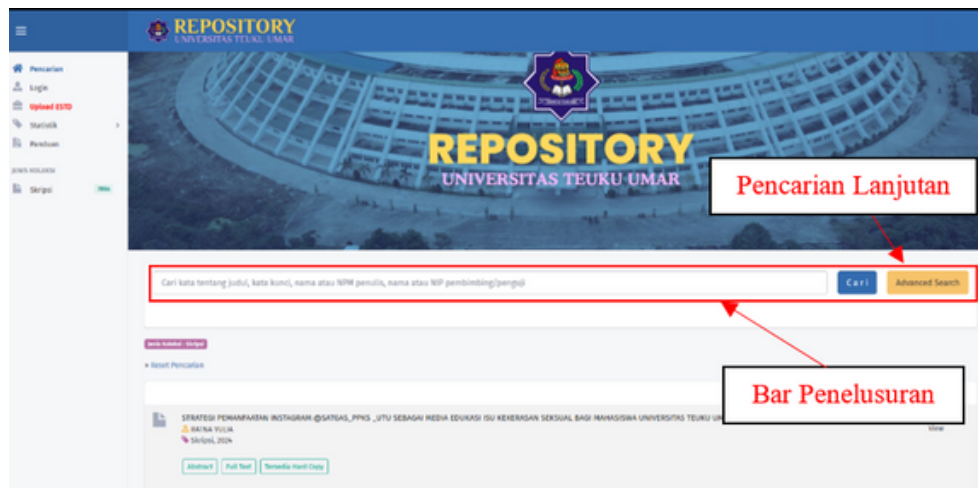 REPOSITORY
UNIVERSITAS TEUKU UMAR
Pencarian
Login
Upload ESTD
Statistik
Panduan
JENIS KOLEKSI
Skripsi
REPOSITORY
UNIVERSITAS TEUKU UMAR
Pencarian Lanjutan
Cari kata tentang judul, kata kunci, nama atau NPM penulis, nama atau NIP pembimbing/penguji
Cari
Advanced Search
Jenis Koleksi : Skripsi
» Reset Pencarian
Bar Penelusuran
STRATEGI PEMANFAATAN INSTAGRAM @SATGAS_PPKS _UTU SEBAGAI MEDIA EDUKASI ISU KEKERASAN SEKSUAL BAGI MAHASISWA UNIVERSITAS TEUKU
RATNA YULIA
Skripsi, 2024
View
Abstract
Full Text
Tersedia Hard Copy